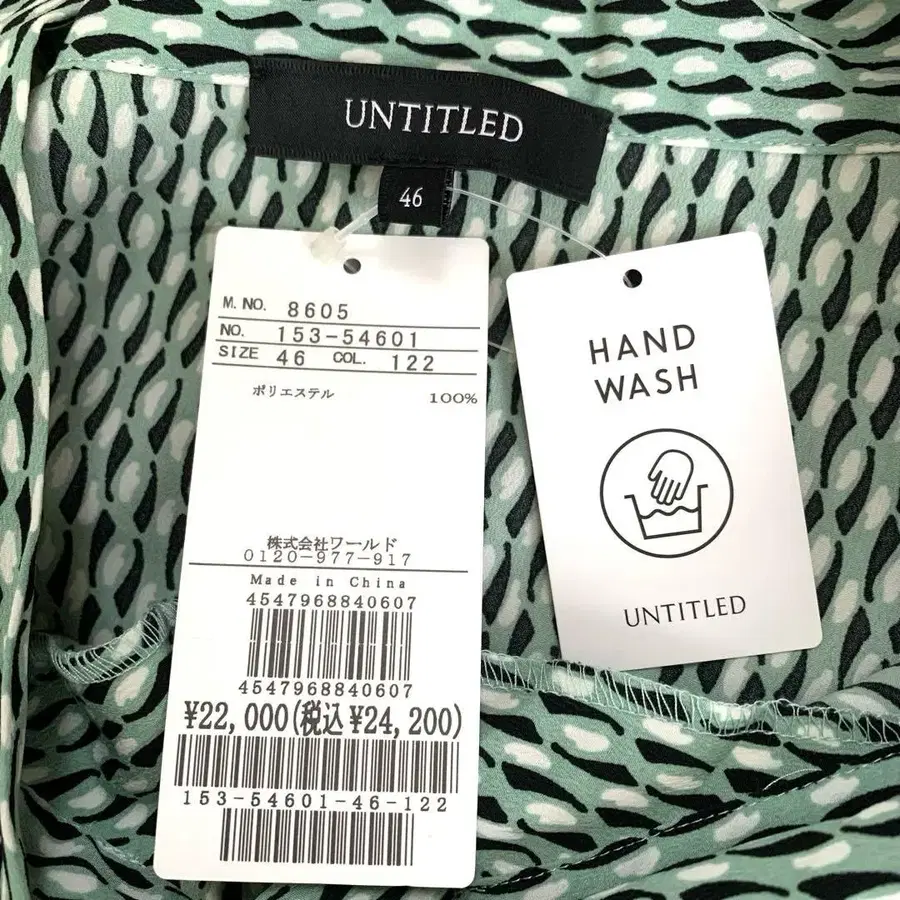 UNTITLED
46
M. NO. 8605
NO. 153-54601
SIZE 46 COL. 122
ポリエステル 100%
株式会社ワールド
0120-977-917
Made in China
4547968840607
4547968840607
¥22,000(税込¥24,200)
153-54601-46-122
HAND
WASH
UNTITLED